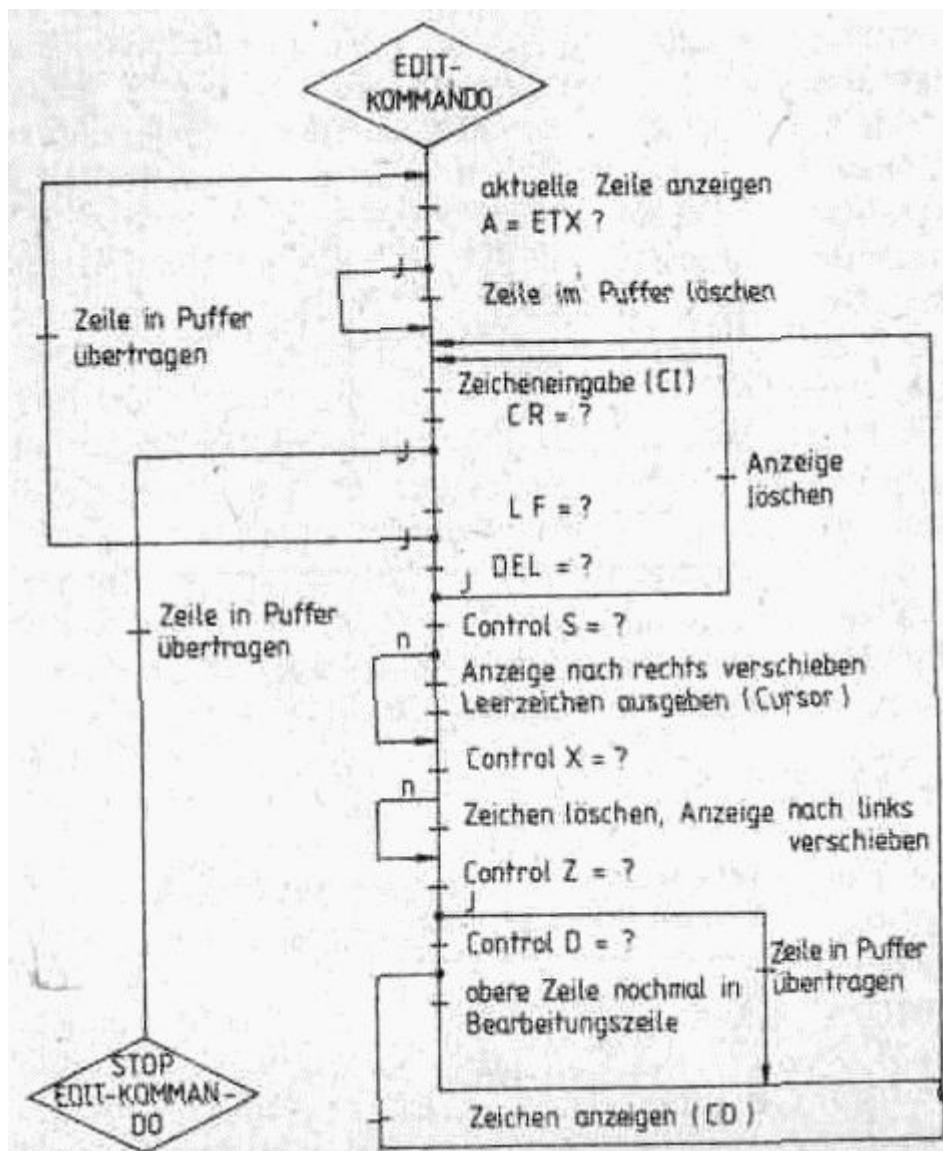 EDIT-
KOMMANDO
aktuelle Zeile anzeigen
A = ETX ?
J
Zeile im Puffer löschen
Zeile in Puffer
übertragen
Zeicheneingabe (CI)
CR = ?
J
Anzeige
löschen
LF = ?
J
DEL = ?
J
Zeile in Puffer
übertragen
Control S = ?
n
Anzeige nach rechts verschieben
Leerzeichen ausgeben (Cursor)
Control X = ?
n
Zeichen löschen, Anzeige nach links
verschieben
Control Z = ?
J
Control D = ?
Zeile in Puffer
übertragen
obere Zeile nochmal in
Bearbeitungszeile
STOP
EDIT-KOMMAN-
DO
Zeichen anzeigen (CO)